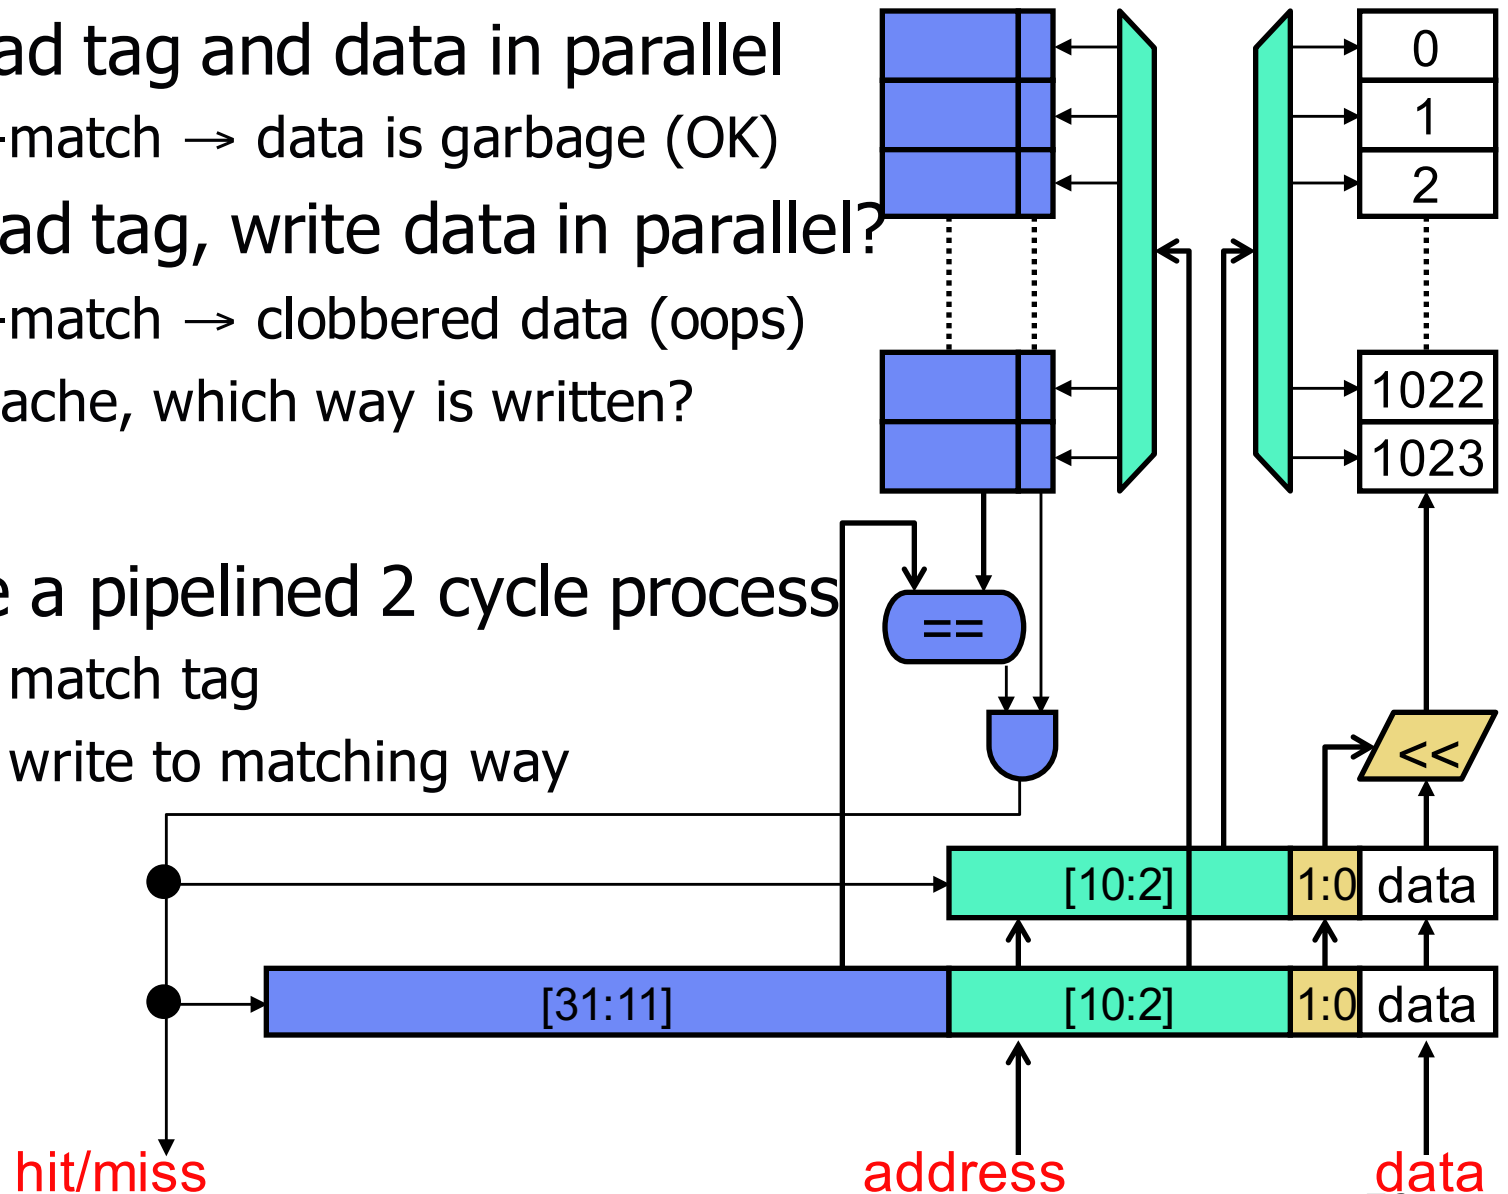 ad tag and data in parallel
-match → data is garbage (OK)
ad tag, write data in parallel?
-match → clobbered data (oops)
ache, which way is written?
e a pipelined 2 cycle process
match tag
write to matching way
0
1
2
1022
1023
==
<<
[10:2] 1:0 data
[31:11] [10:2] 1:0 data
hit/miss address data